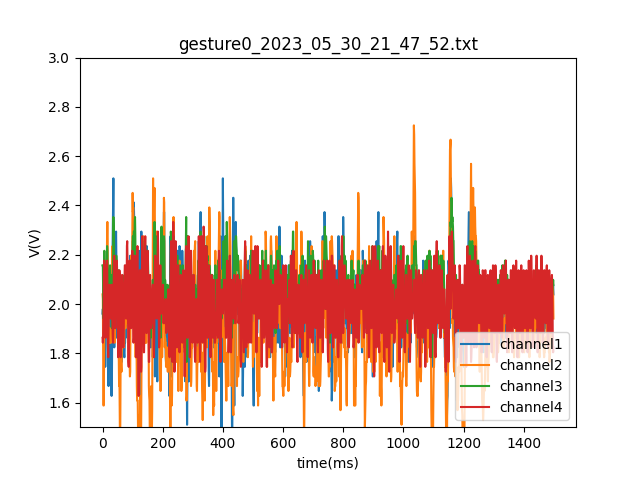 gesture0_2023_05_30_21_47_52.txt
3.0
2.8
2.6
2.4
2.2
2.0
1.8
1.6
V(V)
channel1
channel2
channel3
channel4
0 200 400 600 800 1000 1200 1400
time(ms)